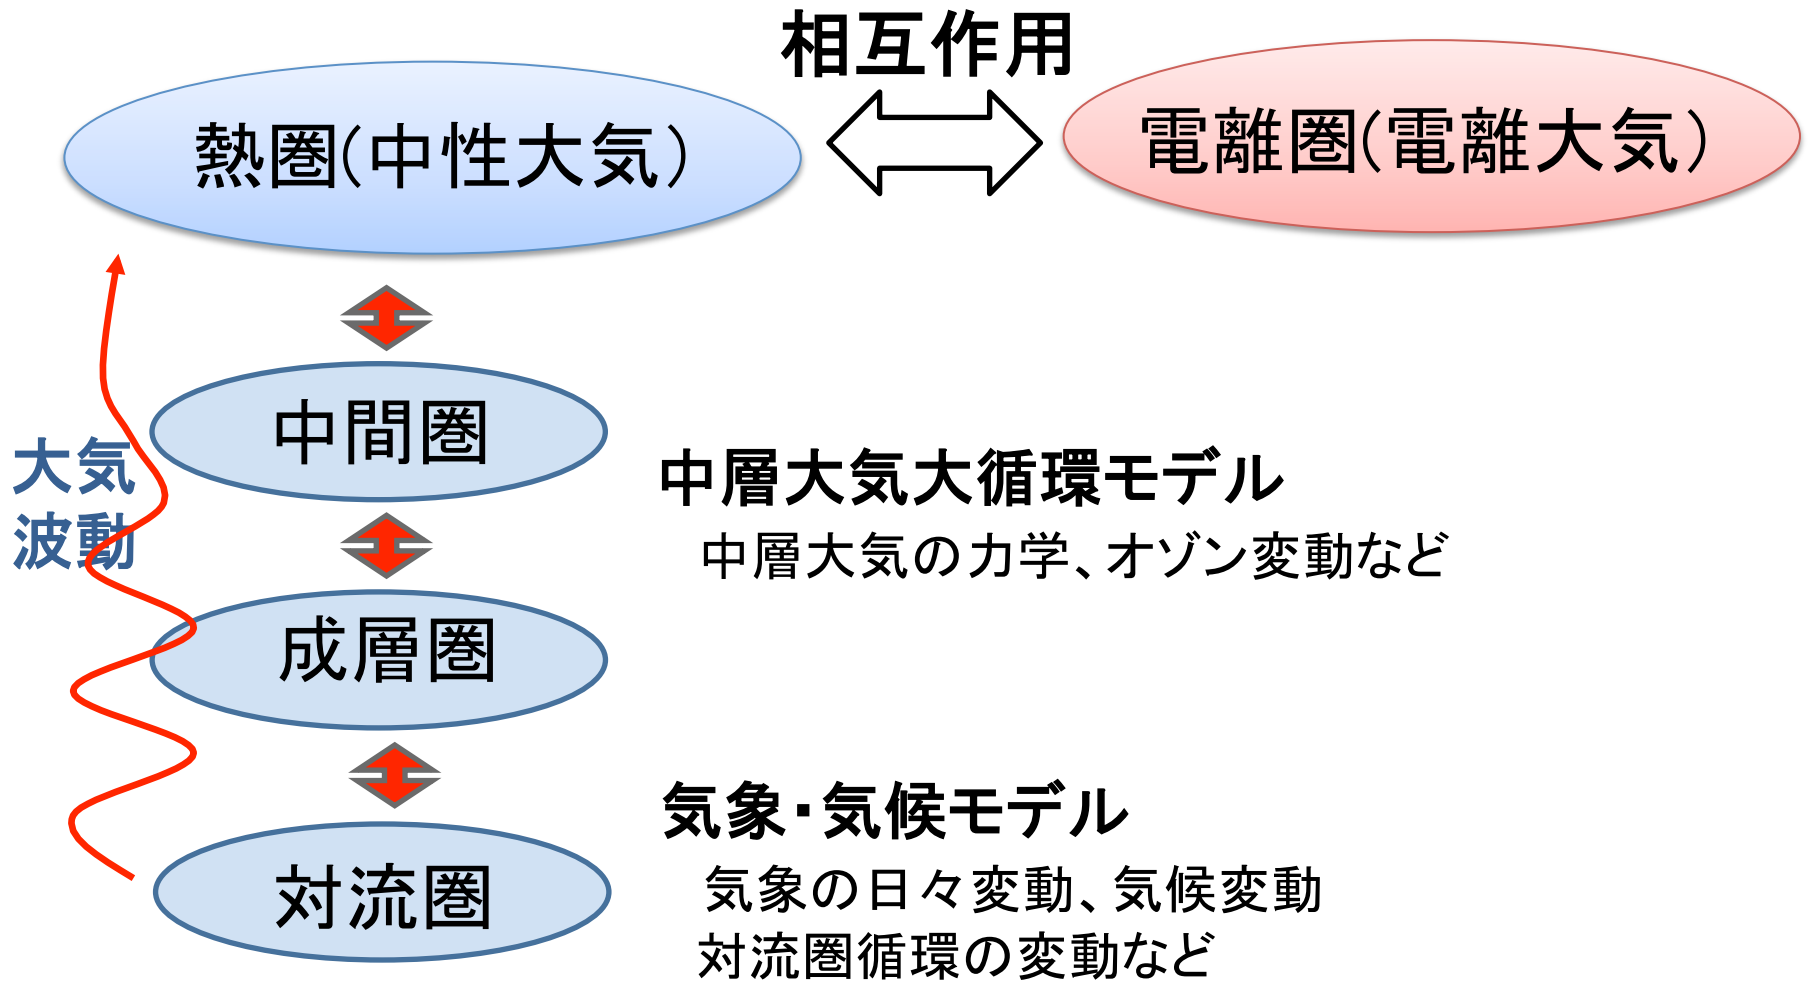 相互作用
熱圏(中性大気)
電離圏(電離大気)
中間圏
大気
波動
中層大気大循環モデル
中層大気の力学、オゾン変動など
成層圏
気象・気候モデル
対流圏
気象の日々変動、気候変動
対流圏循環の変動など